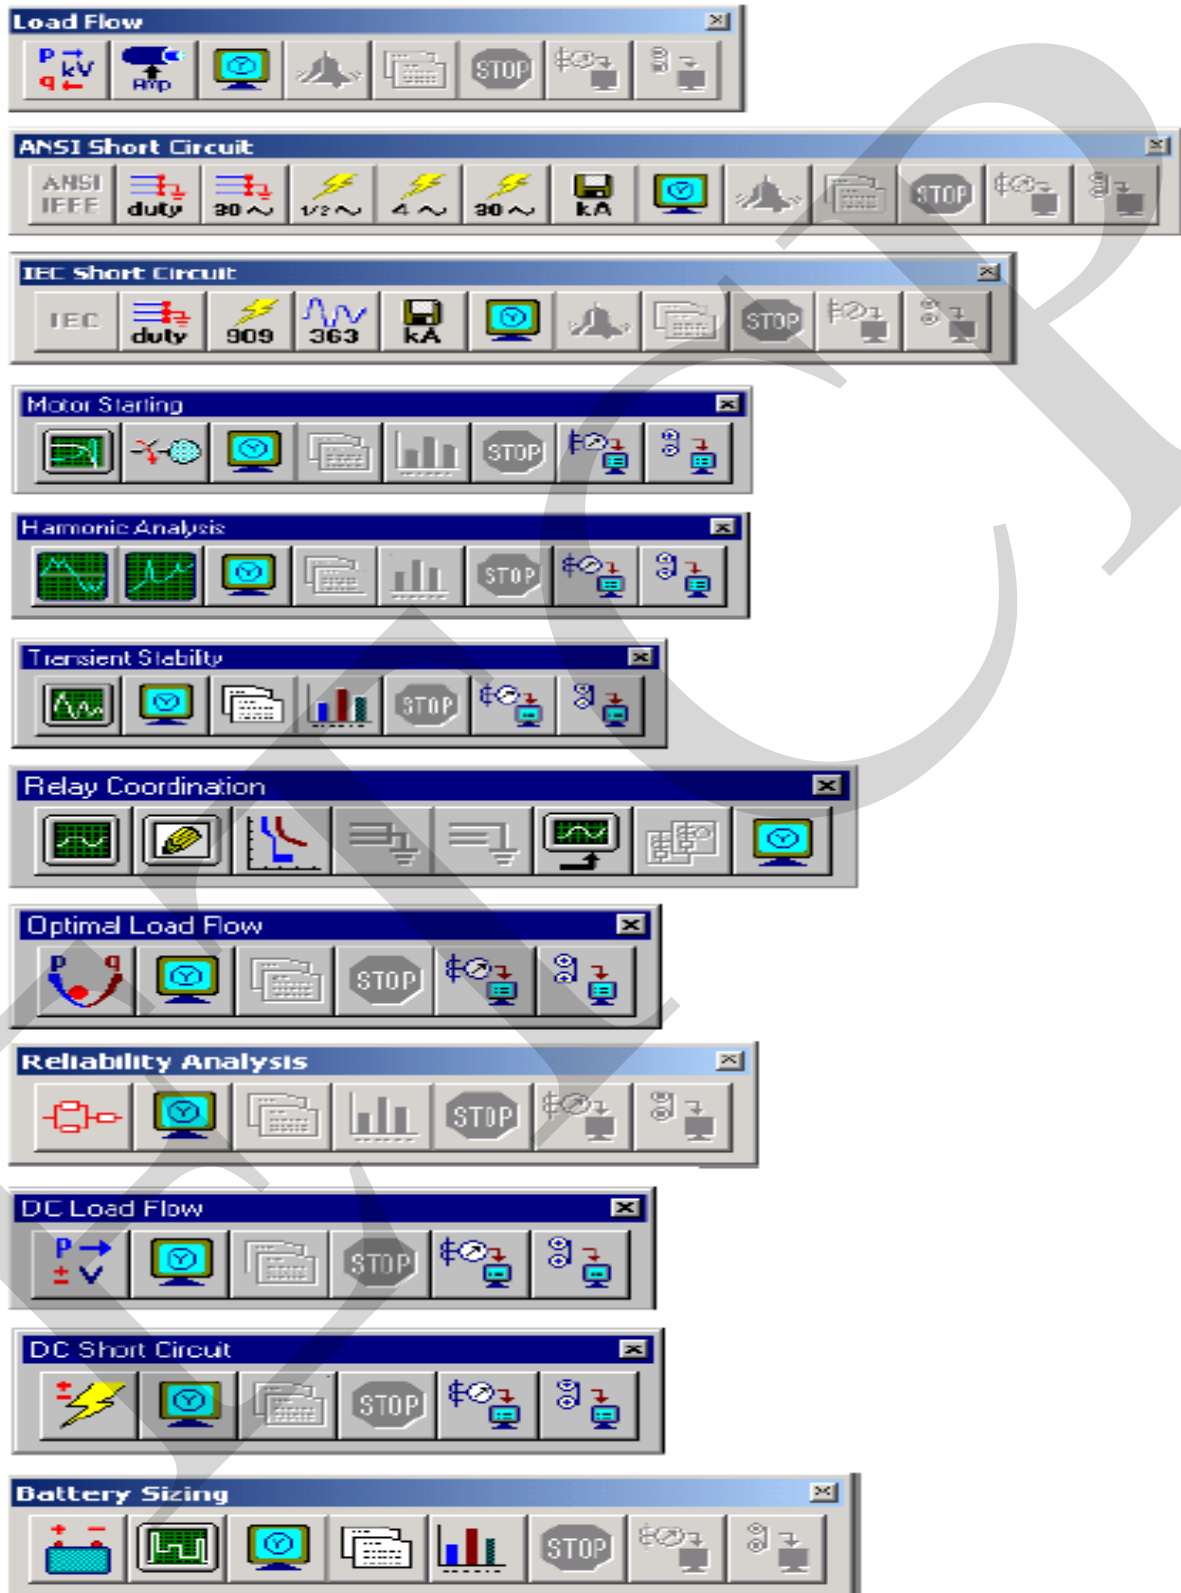 Load Flow
P kV
q
Amp
STOP
ANSI Short Circuit
ANSI IEEE
duty
30 ~
1/2 ~
4 ~
30 ~
kA
STOP
IEC Short Circuit
IEC
duty
909
363
kA
STOP
Motor Starting
STOP
Harmonic Analysis
STOP
Transient Stability
STOP
Relay Coordination
Optimal Load Flow
P q
STOP
Reliability Analysis
STOP
DC Load Flow
P
± V
STOP
DC Short Circuit
±
STOP
Battery Sizing
+ −
STOP
ETCP